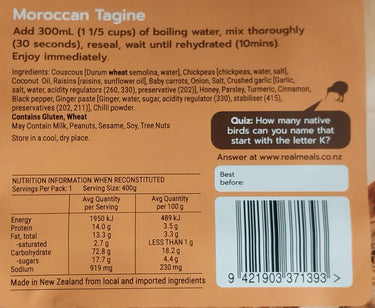 Moroccan Tagine
Add 300mL (1 1/5 cups) of boiling water, mix thoroughly
(30 seconds), reseal, wait until rehydrated (10mins).
Enjoy immediately.
Ingredients: Couscous [Durum wheat semolina, water], Chickpeas [chickpeas, water, salt],
Coconut Oil, Raisins [raisins, sunflower oil], Baby carrots, Onion, Salt, Crushed garlic [Garlic,
salt, water, acidity regulators (260, 330), preservative (202)], Honey, Parsley, Turmeric, Cinnamon,
Black pepper, Ginger paste [Ginger, water, sugar, acidity regulator (330), stabiliser (415),
preservatives (202, 211)], Chilli powder.
Contains Gluten, Wheat
May Contain Milk, Peanuts, Sesame, Soy, Tree Nuts
Store in a cool, dry place.
Quiz: How many native
birds can you name that
start with the letter K?
Answer at www.realmeals.co.nz
Best
before:
NUTRITION INFORMATION WHEN RECONSTITUTED
Servings Per Pack: 1 Serving Size: 400g
Avg Quantity per Serving Avg Quantity per 100 g
Energy 1950 kJ 489 kJ
Protein 14.0 g 3.5 g
Fat, total 13.3 g 3.3 g
-saturated 2.7 g LESS THAN 1 g
Carbohydrate 72.8 g 18.2 g
-sugars 17.7 g 4.4 g
Sodium 919 mg 230 mg
Made in New Zealand from local and imported ingredients
9 421903 371393 >